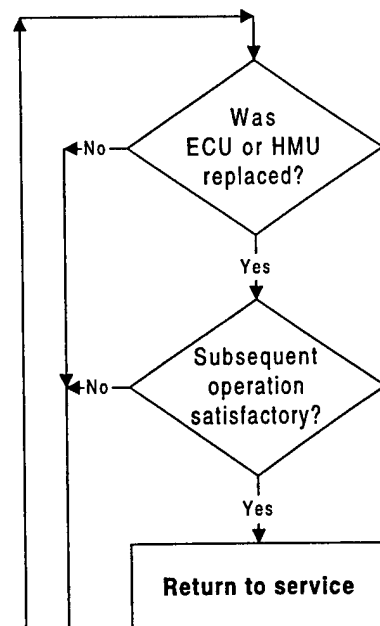 Was
ECU or HMU
replaced?
No
Yes
Subsequent
operation
satisfactory?
No
Yes
Return to service